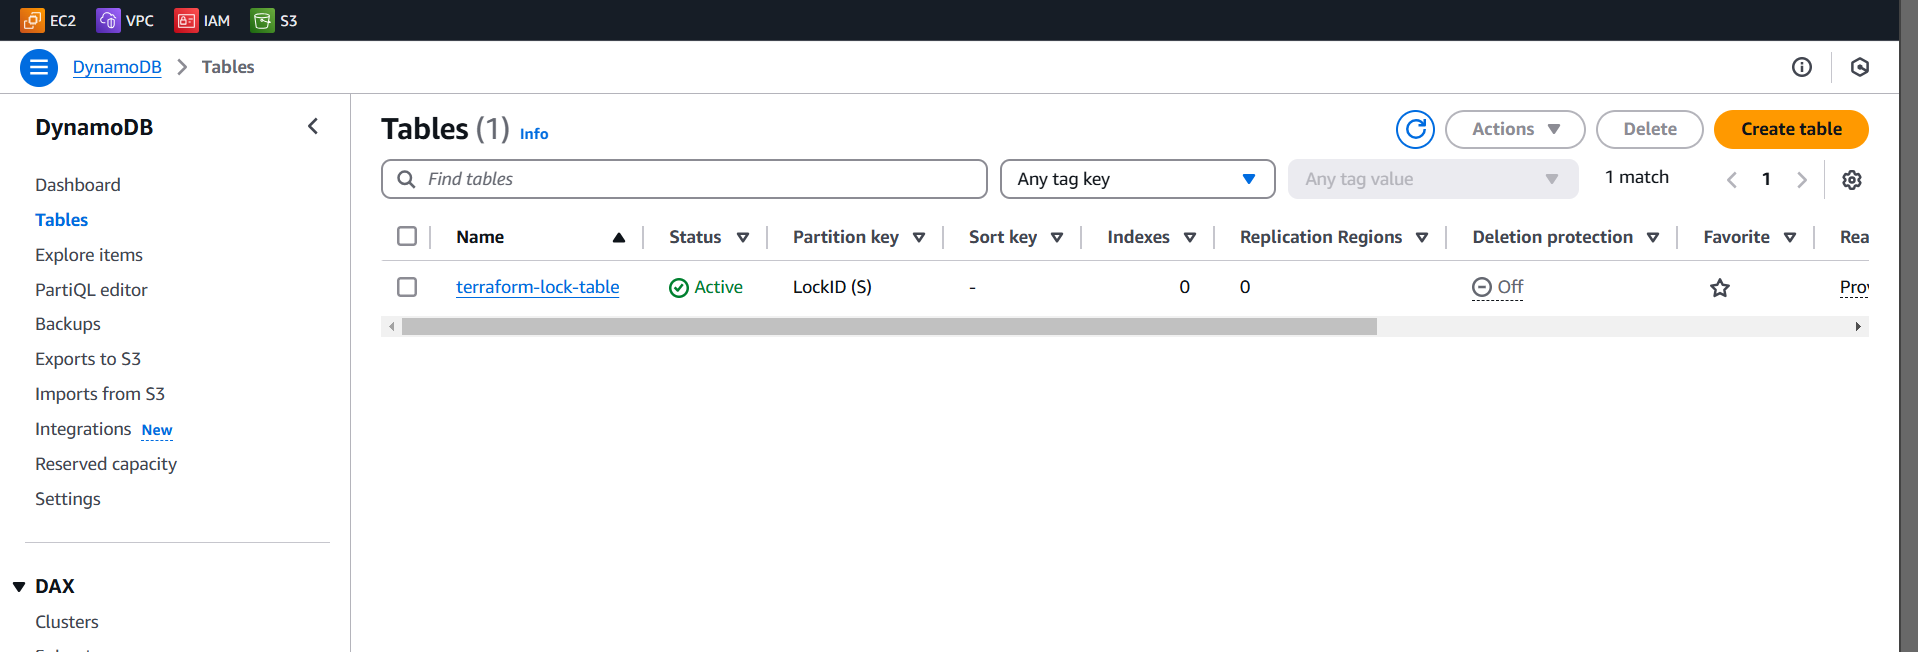 EC2 VPC IAM S3
DynamoDB > Tables
DynamoDB
Dashboard
Tables
Explore items
PartiQL editor
Backups
Exports to S3
Imports from S3
Integrations New
Reserved capacity
Settings
DAX
Clusters
Tables (1) Info
Actions Delete Create table
Find tables Any tag key Any tag value 1 match 1
Name Status Partition key Sort key Indexes Replication Regions Deletion protection Favorite Rea
terraform-lock-table Active LockID (S) - 0 0 Off Prov